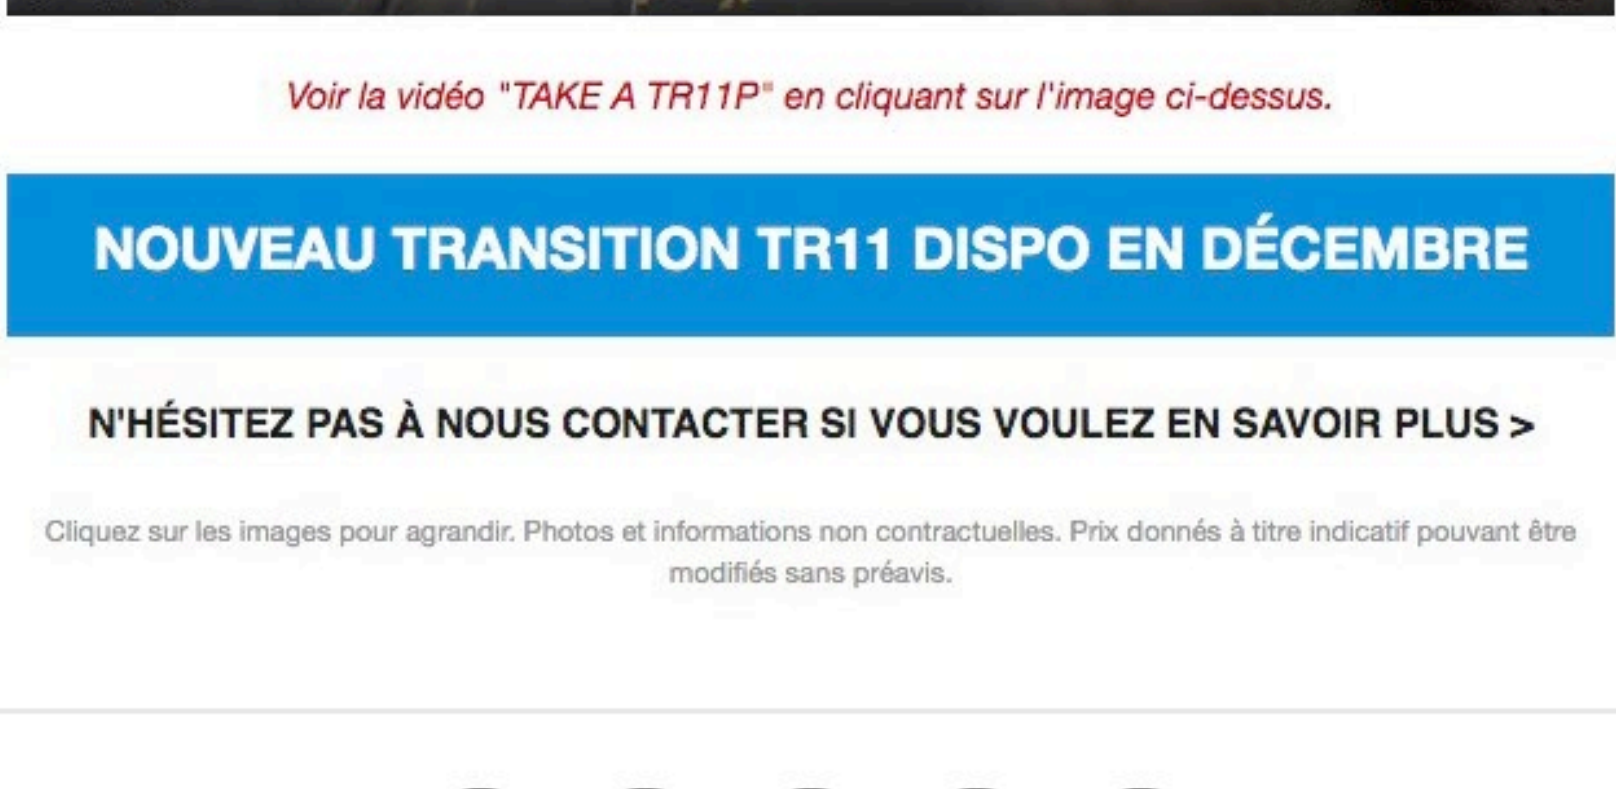 Voir la vidéo "TAKE A TR11P" en cliquant sur l'image ci-dessus.
NOUVEAU TRANSITION TR11 DISPO EN DÉCEMBRE
N'HÉSITEZ PAS À NOUS CONTACTER SI VOUS VOULEZ EN SAVOIR PLUS >
Cliquez sur les images pour agrandir. Photos et informations non contractuelles. Prix donnés à titre indicatif pouvant être
modifiés sans préavis.